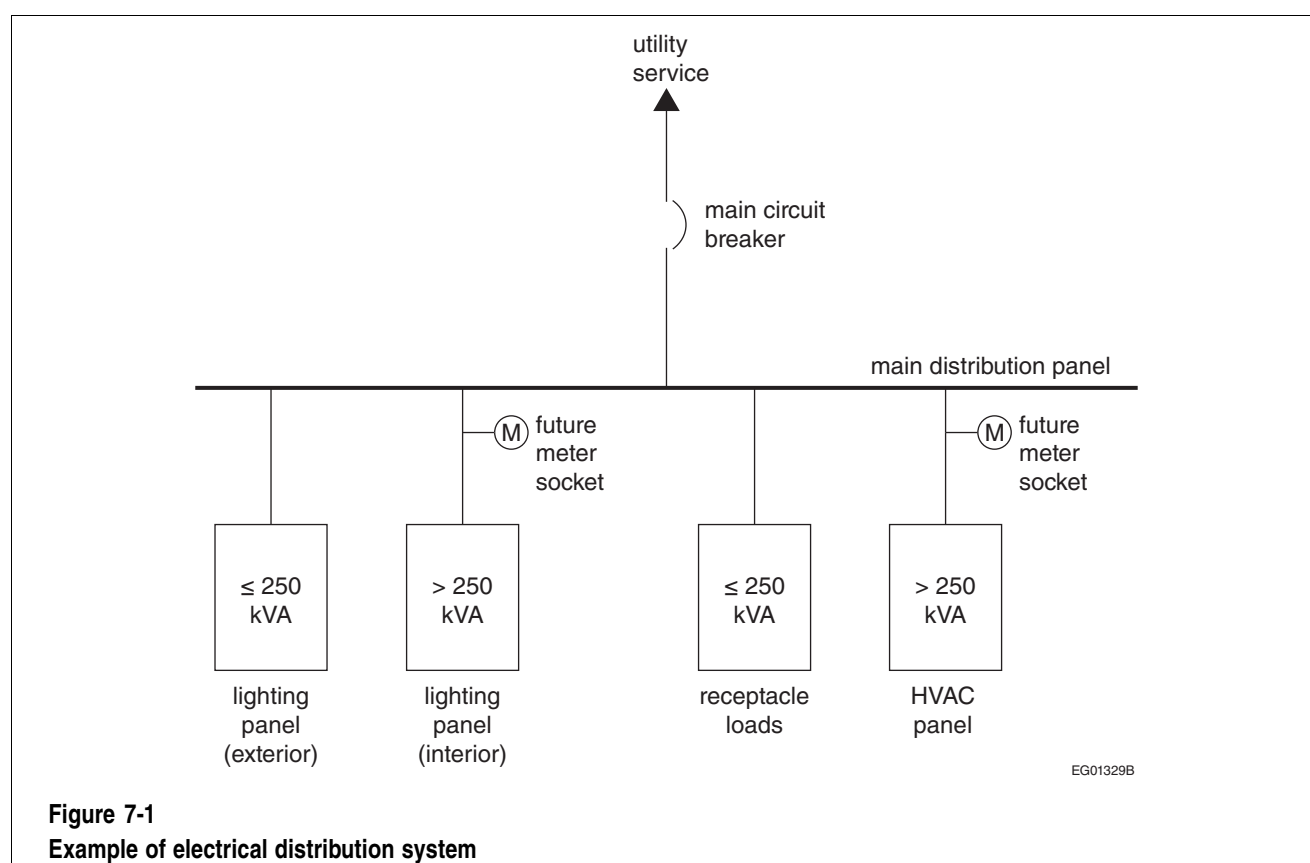 utility
service
main circuit
breaker
main distribution panel
M
future
meter
socket
M
future
meter
socket
≤ 250
kVA
> 250
kVA
≤ 250
kVA
> 250
kVA
lighting
panel
(exterior)
lighting
panel
(interior)
receptacle
loads
HVAC
panel
EG01329B
Figure 7-1
Example of electrical distribution system